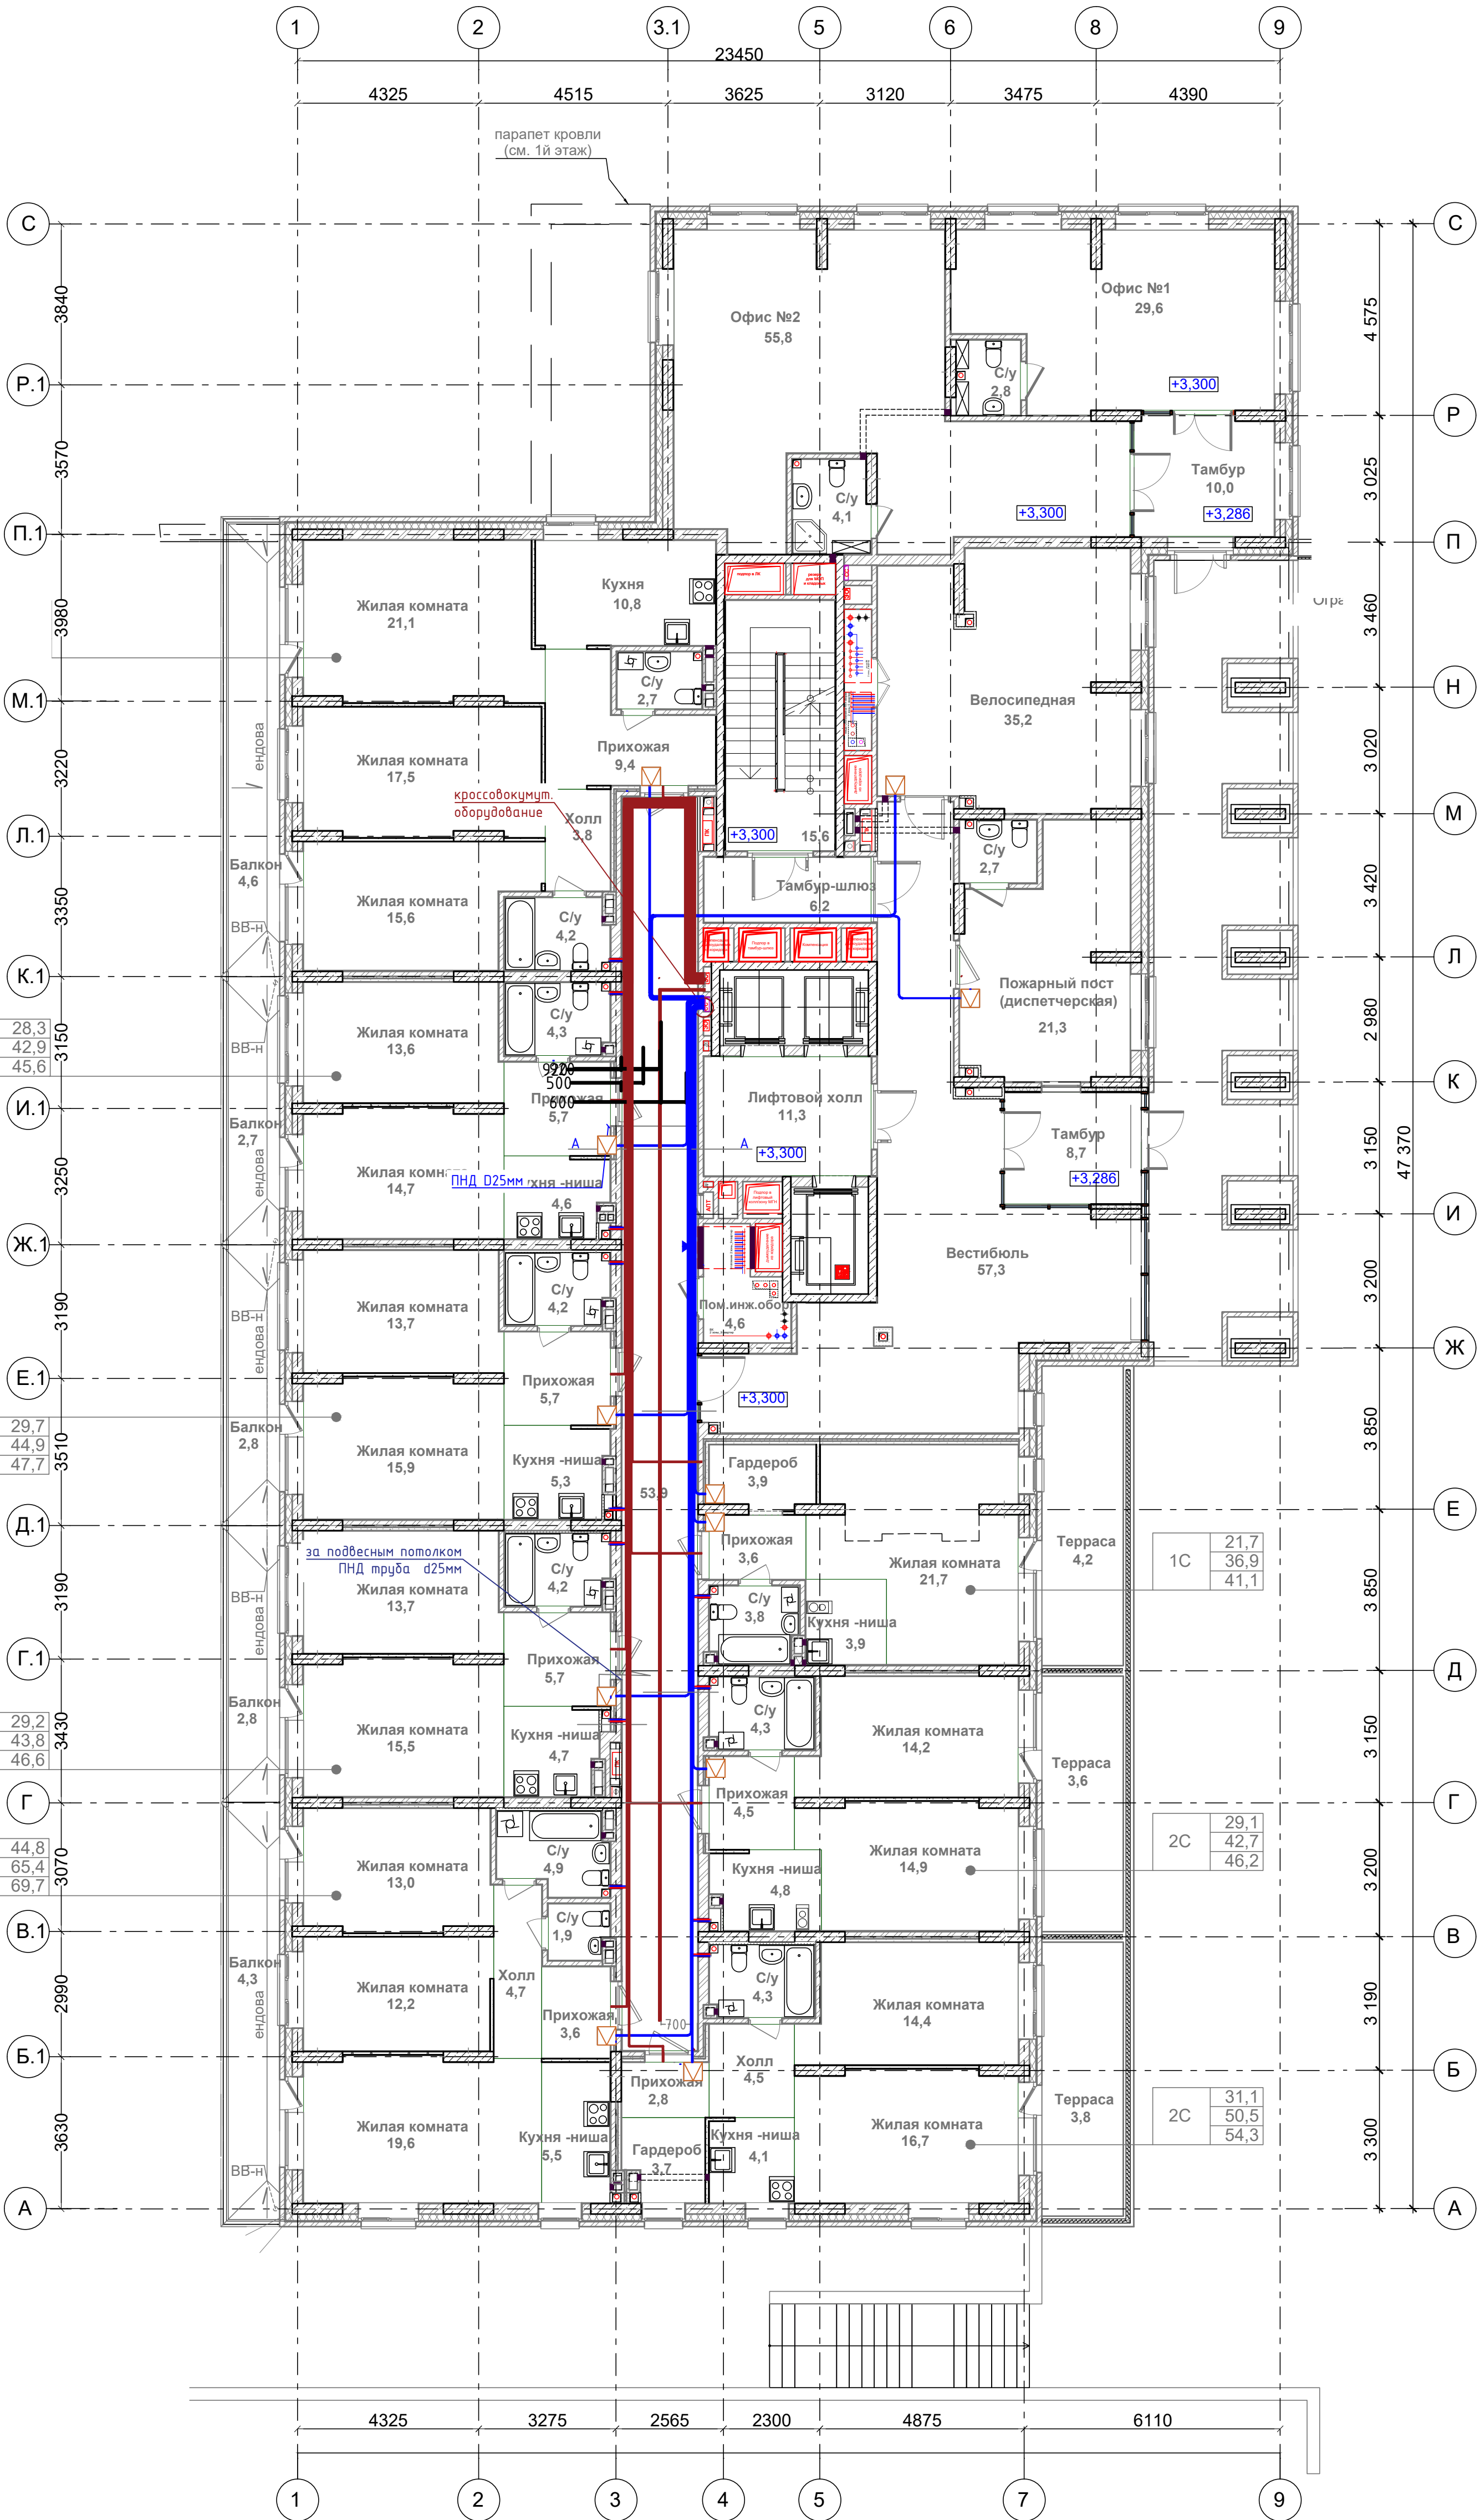 1
2
3.1
5
6
8
9
23450
4325
4515
3625
3120
3475
4390
парапет кровли
(см. 1й этаж)
С
С
3840
4 575
Офис №1
29,6
Офис №2
55,8
С/у
2,8
+3,300
Р.1
Р
3570
3 025
Тамбур
10,0
+3,286
С/у
4,1
+3,300
П.1
П
3980
3 460
Кухня
10,8
Жилая комната
21,1
С/у
2,7
М.1
Н
Велосипедная
35,2
3220
3 020
ендова
Прихожая
9,4
Жилая комната
17,5
кроссовокумут.
оборудование
Холл
3,8
М
Л.1
+3,300
15,6
ПК
ПК
С/у
2,7
Балкон
4,6
3350
3 420
Тамбур-шлюз
6,2
Жилая комната
15,6
С/у
4,2
ВВ-н
К.1
Л
Пожарный пост
(диспетчерская)
21,3
28,3
42,9
45,6
3150
2 980
С/у
4,3
Жилая комната
13,6
ВВ-н
920
500
600
К
И.1
Прихожая
5,7
Лифтовой холл
11,3
+3,300
Тамбур
8,7
+3,286
Балкон
2,7
3250
3 150
47 370
А
А
ендова
Жилая комн
14,7
ПНД D25мм
хня -ниша
4,6
АПТ
И
Ж.1
Вестибюль
57,3
3190
3 200
С/у
4,2
Жилая комната
13,7
Пом.инж.обор
4,6
ВВ-н
ендова
Ж
Е.1
Прихожая
5,7
+3,300
29,7
44,9
47,7
3510
3 850
Балкон
2,8
Жилая комната
15,9
Кухня -ниша
5,3
Гардероб
3,9
53,9
Е
Д.1
за подвесным потолком
ПНД труба d25мм
С/у
4,2
Прихожая
3,6
Жилая комната
21,7
Терраса
4,2
1С
21,7
36,9
41,1
3190
3 850
Жилая комната
13,7
ВВ-н
ендова
С/у
3,8
Кухня -ниша
3,9
Г.1
Прихожая
5,7
Д
29,2
43,8
46,6
3430
3 150
Балкон
2,8
Жилая комната
15,5
Кухня -ниша
4,7
С/у
4,3
Жилая комната
14,2
Терраса
3,6
Г
Г
Прихожая
4,5
44,8
65,4
69,7
3070
3 200
Жилая комната
13,0
С/у
4,9
Кухня -ниша
4,8
Жилая комната
14,9
2С
29,1
42,7
46,2
В.1
В
С/у
1,9
Балкон
4,3
2990
3 190
ендова
Жилая комната
12,2
Холл
4,7
Прихожая
3,6
700
С/у
4,3
Жилая комната
14,4
Б.1
Б
Прихожая
2,8
Холл
4,5
Терраса
3,8
2С
31,1
50,5
54,3
3630
3 300
Жилая комната
19,6
Кухня -ниша
5,5
Гардероб
3,7
Кухня -ниша
4,1
Жилая комната
16,7
ВВ-н
А
А
4325
3275
2565
2300
4875
6110
1
2
3
4
5
7
9